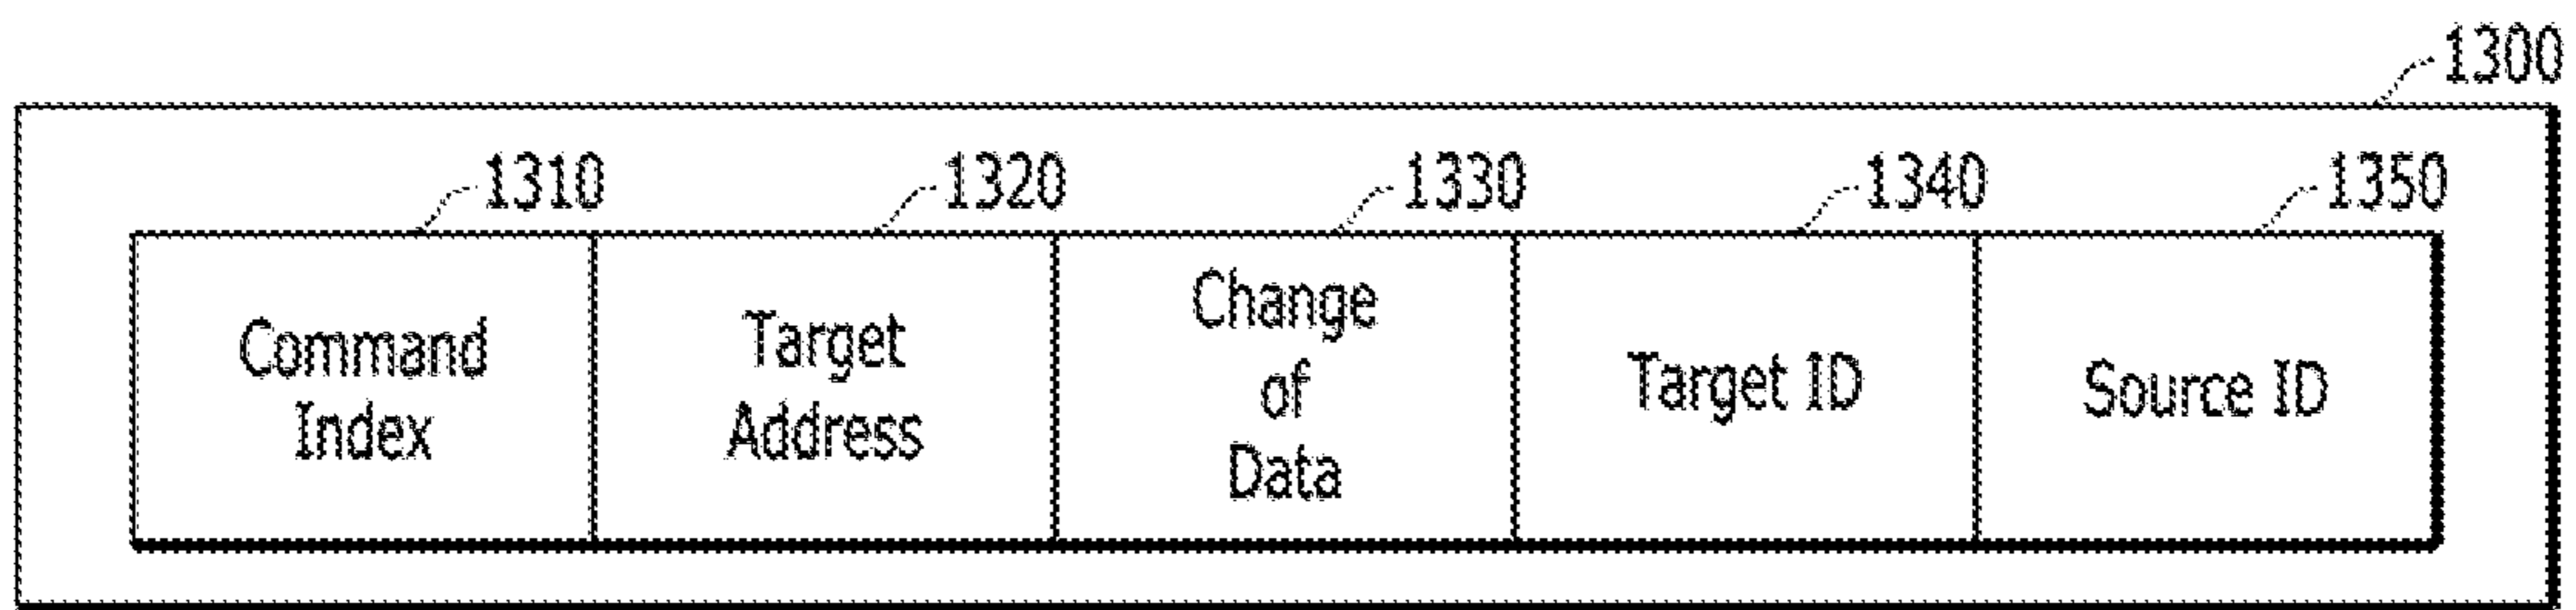 1300
1310
1320
1330
1340
1350
Command
Index
Target
Address
Change
of
Data
Target ID
Source ID